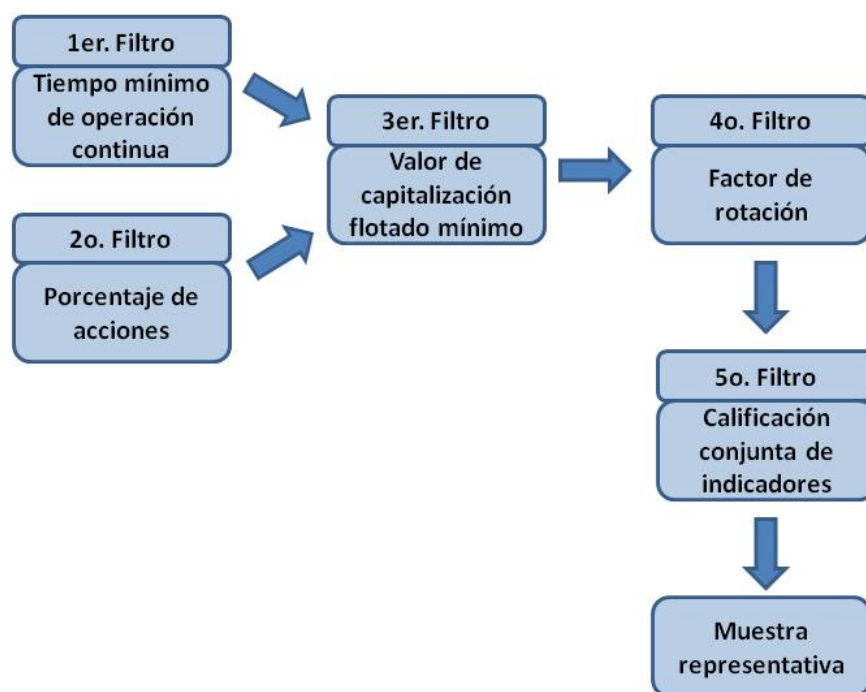 1er. Filtro
Tiempo mínimo
de operación
continua
2o. Filtro
Porcentaje de
acciones
3er. Filtro
Valor de
capitalización
flotado mínimo
4o. Filtro
Factor de
rotación
5o. Filtro
Calificación
conjunta de
indicadores
Muestra
representativa